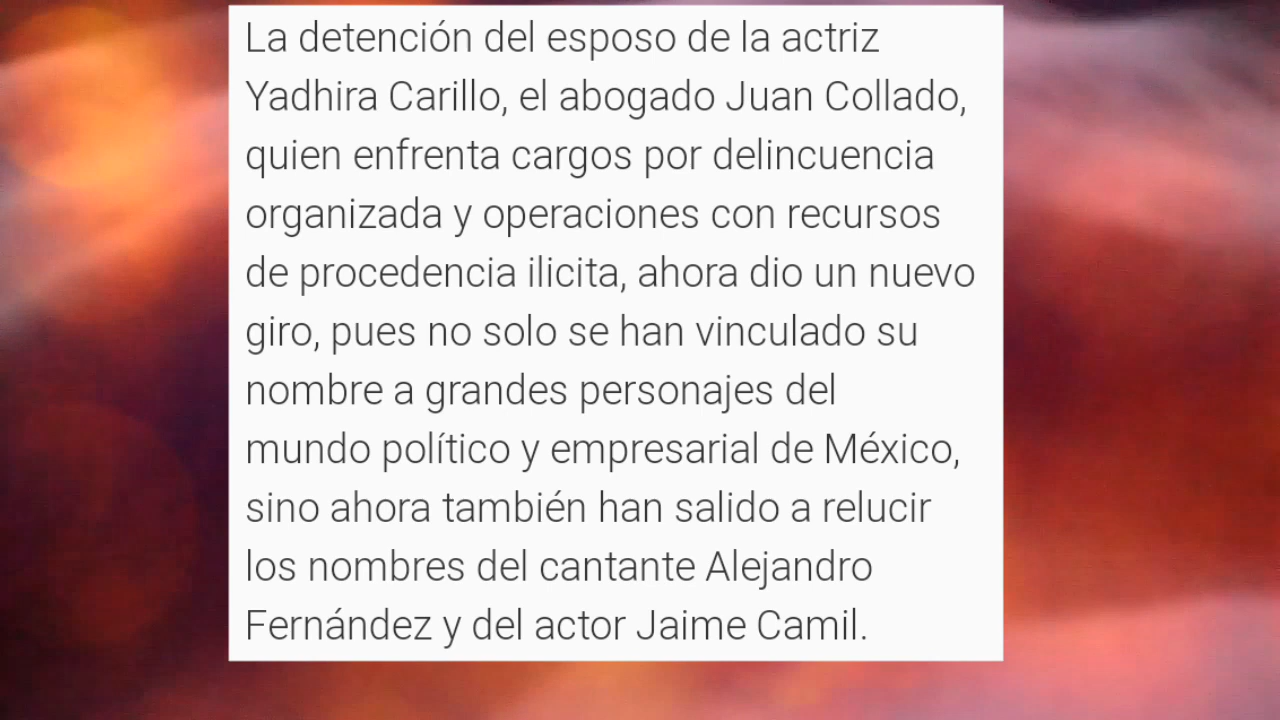 La detención del esposo de la actriz
Yadhira Carillo, el abogado Juan Collado,
quien enfrenta cargos por delincuencia
organizada y operaciones con recursos
de procedencia ilicita, ahora dio un nuevo
giro, pues no solo se han vinculado su
nombre a grandes personajes del
mundo político y empresarial de México,
sino ahora también han salido a relucir
los nombres del cantante Alejandro
Fernández y del actor Jaime Camil.